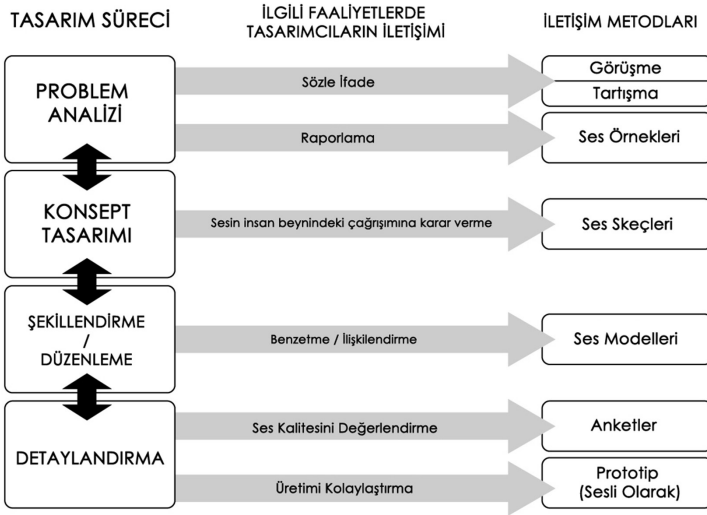 TASARIM SÜRECİ
İLGİLİ FAALİYETLERDE
TASARIMCILARIN İLETİŞİMİ
İLETİŞİM METODLARI
PROBLEM
ANALİZİ
Sözle İfade
Görüşme
Tartışma
Raporlama
Ses Örnekleri
KONSEPT
TASARIMI
Sesin insan beynindeki çağrışımına karar verme
Ses Skeçleri
ŞEKİLLENDİRME
/
DÜZENLEME
Benzetme / İlişkilendirme
Ses Modelleri
DETAYLANDIRMA
Ses Kalitesini Değerlendirme
Anketler
Üretimi Kolaylaştırma
Prototip
(Sesli Olarak)